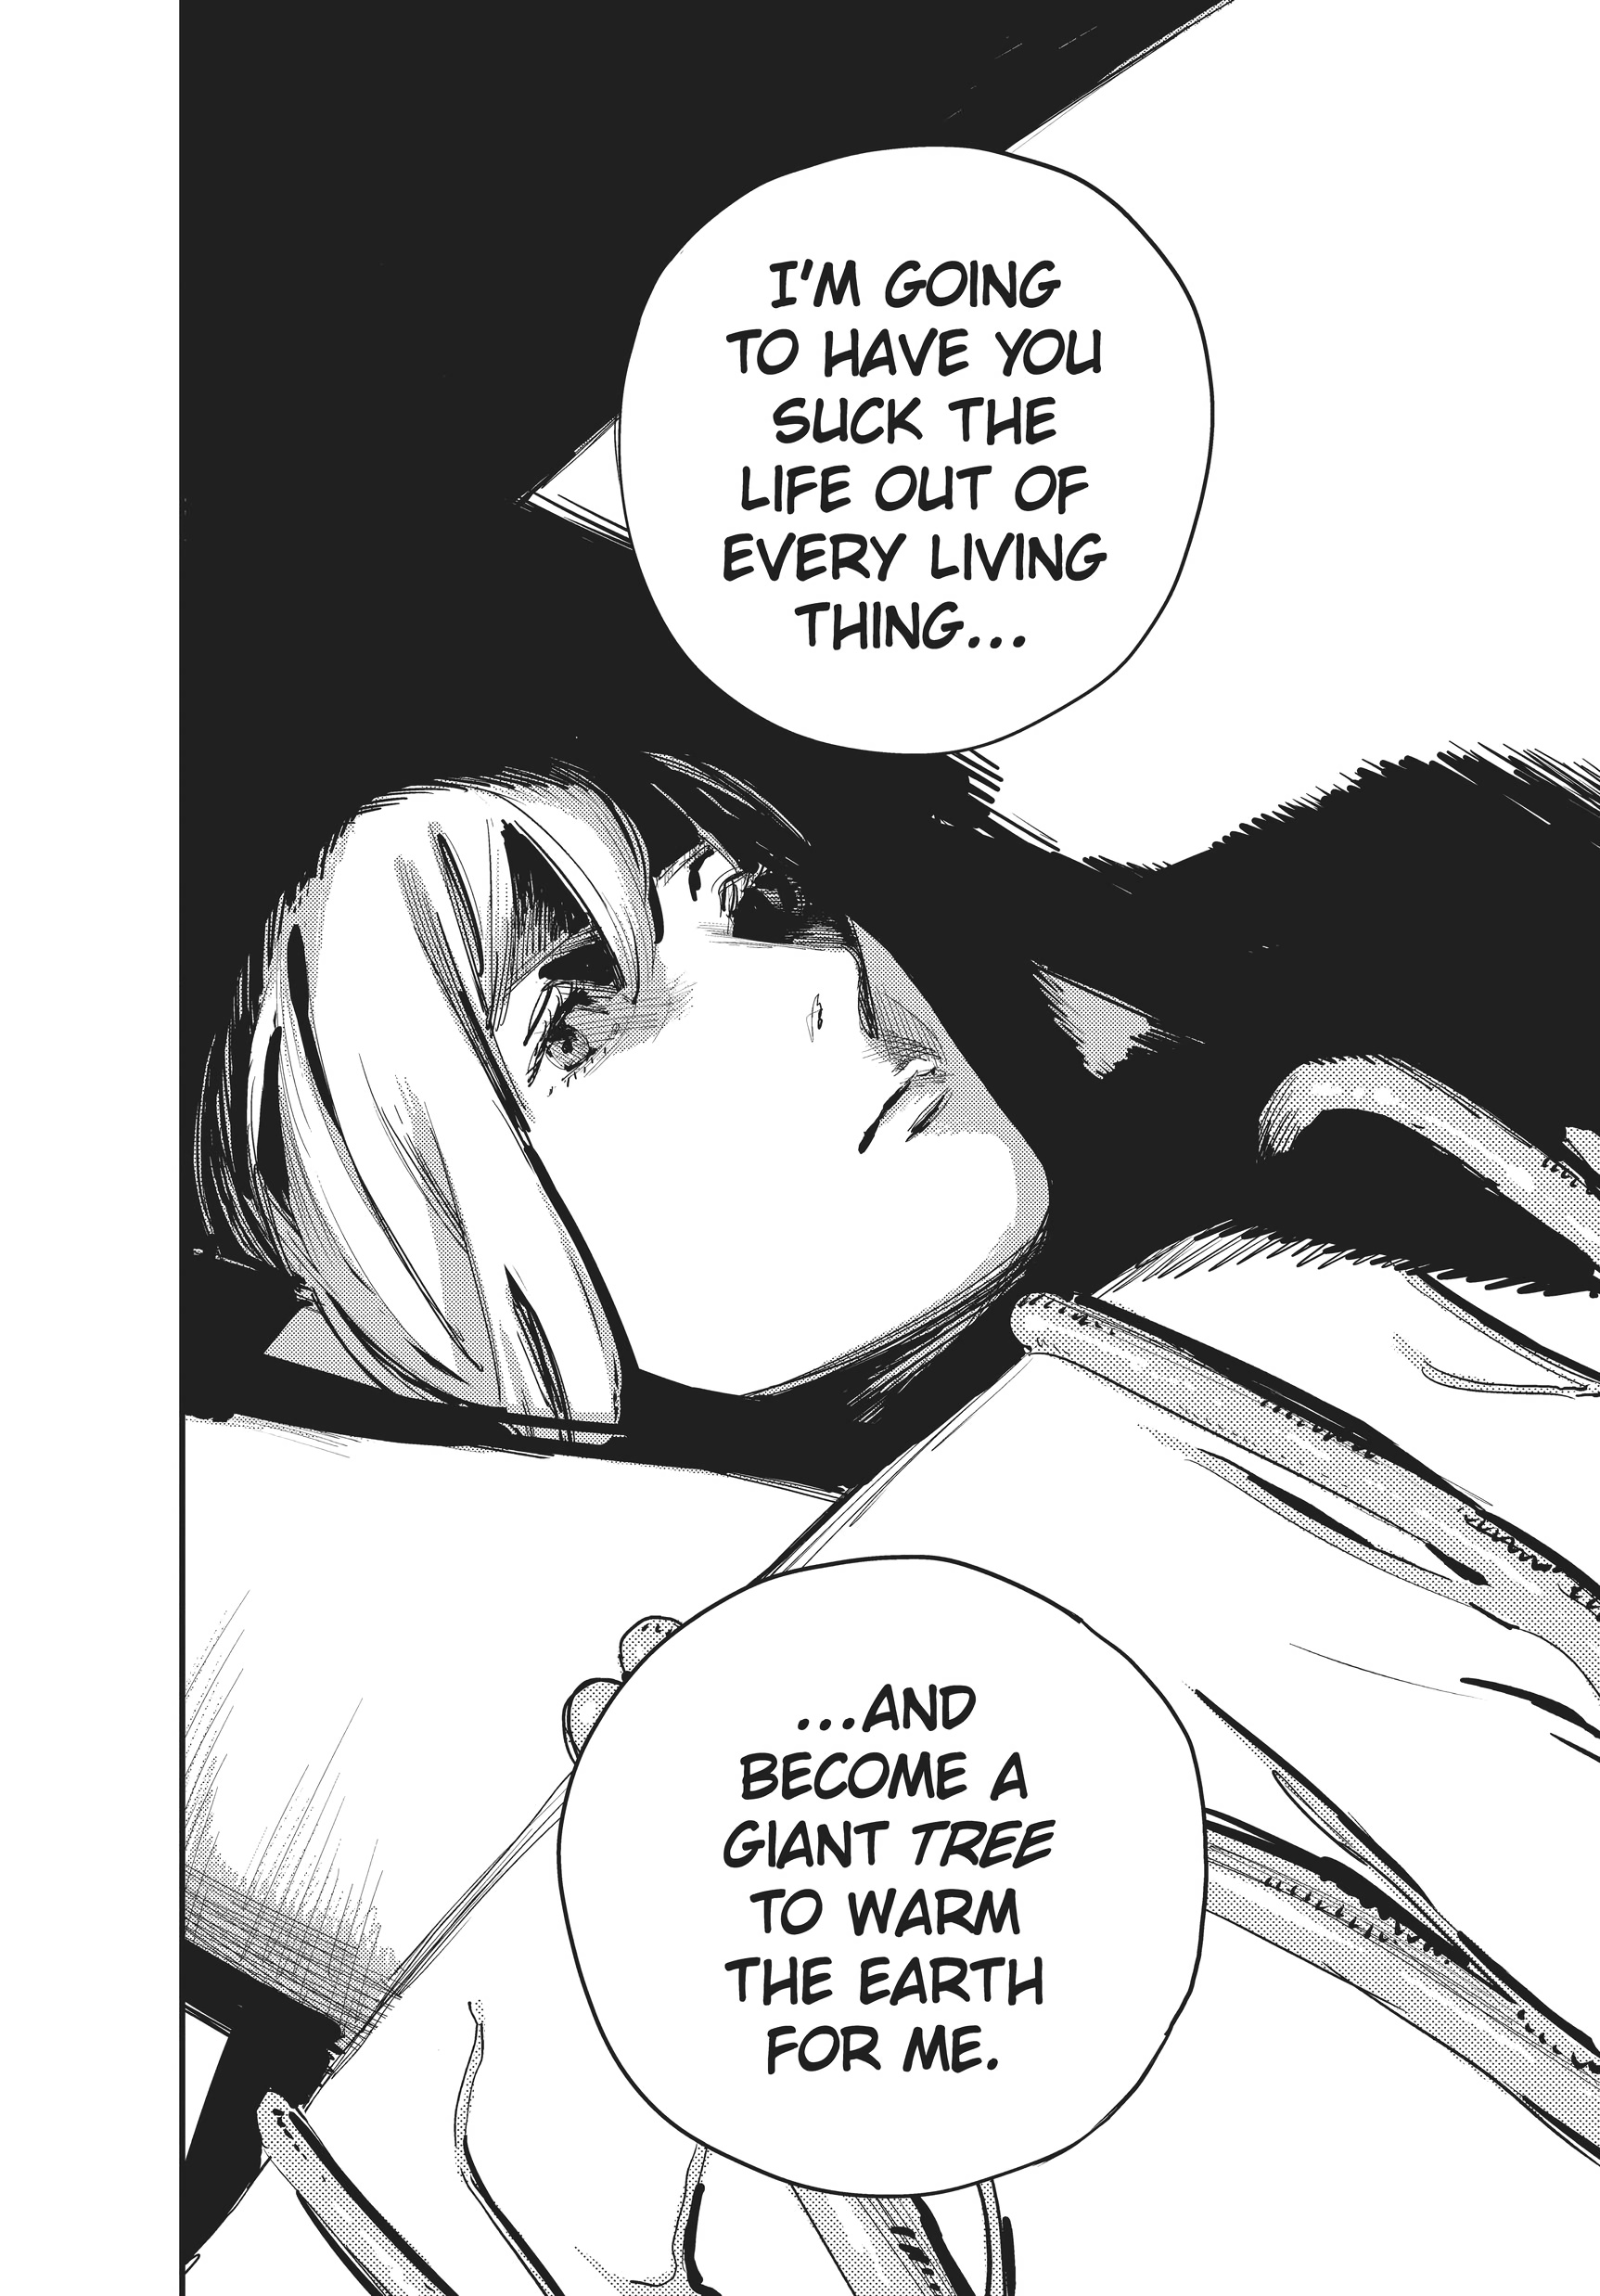 I'M GOING
TO HAVE YOU
SUCK THE
LIFE OUT OF
EVERY LIVING
THING...
...AND
BECOME A
GIANT TREE
TO WARM
THE EARTH
FOR ME.